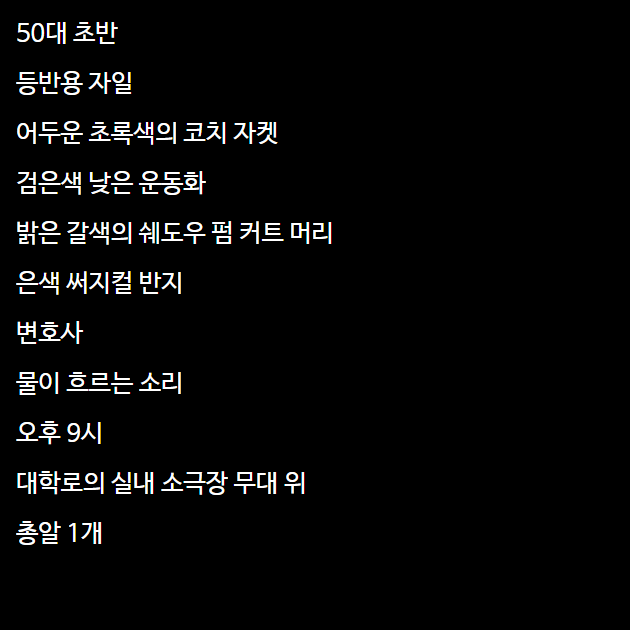 50대 초반
등반용 자일
어두운 초록색의 코치 자켓
검은색 낮은 운동화
밝은 갈색의 쉐도우 펌 커트 머리
은색 써지컬 반지
변호사
물이 흐르는 소리
오후 9시
대학로의 실내 소극장 무대 위
총알 1개